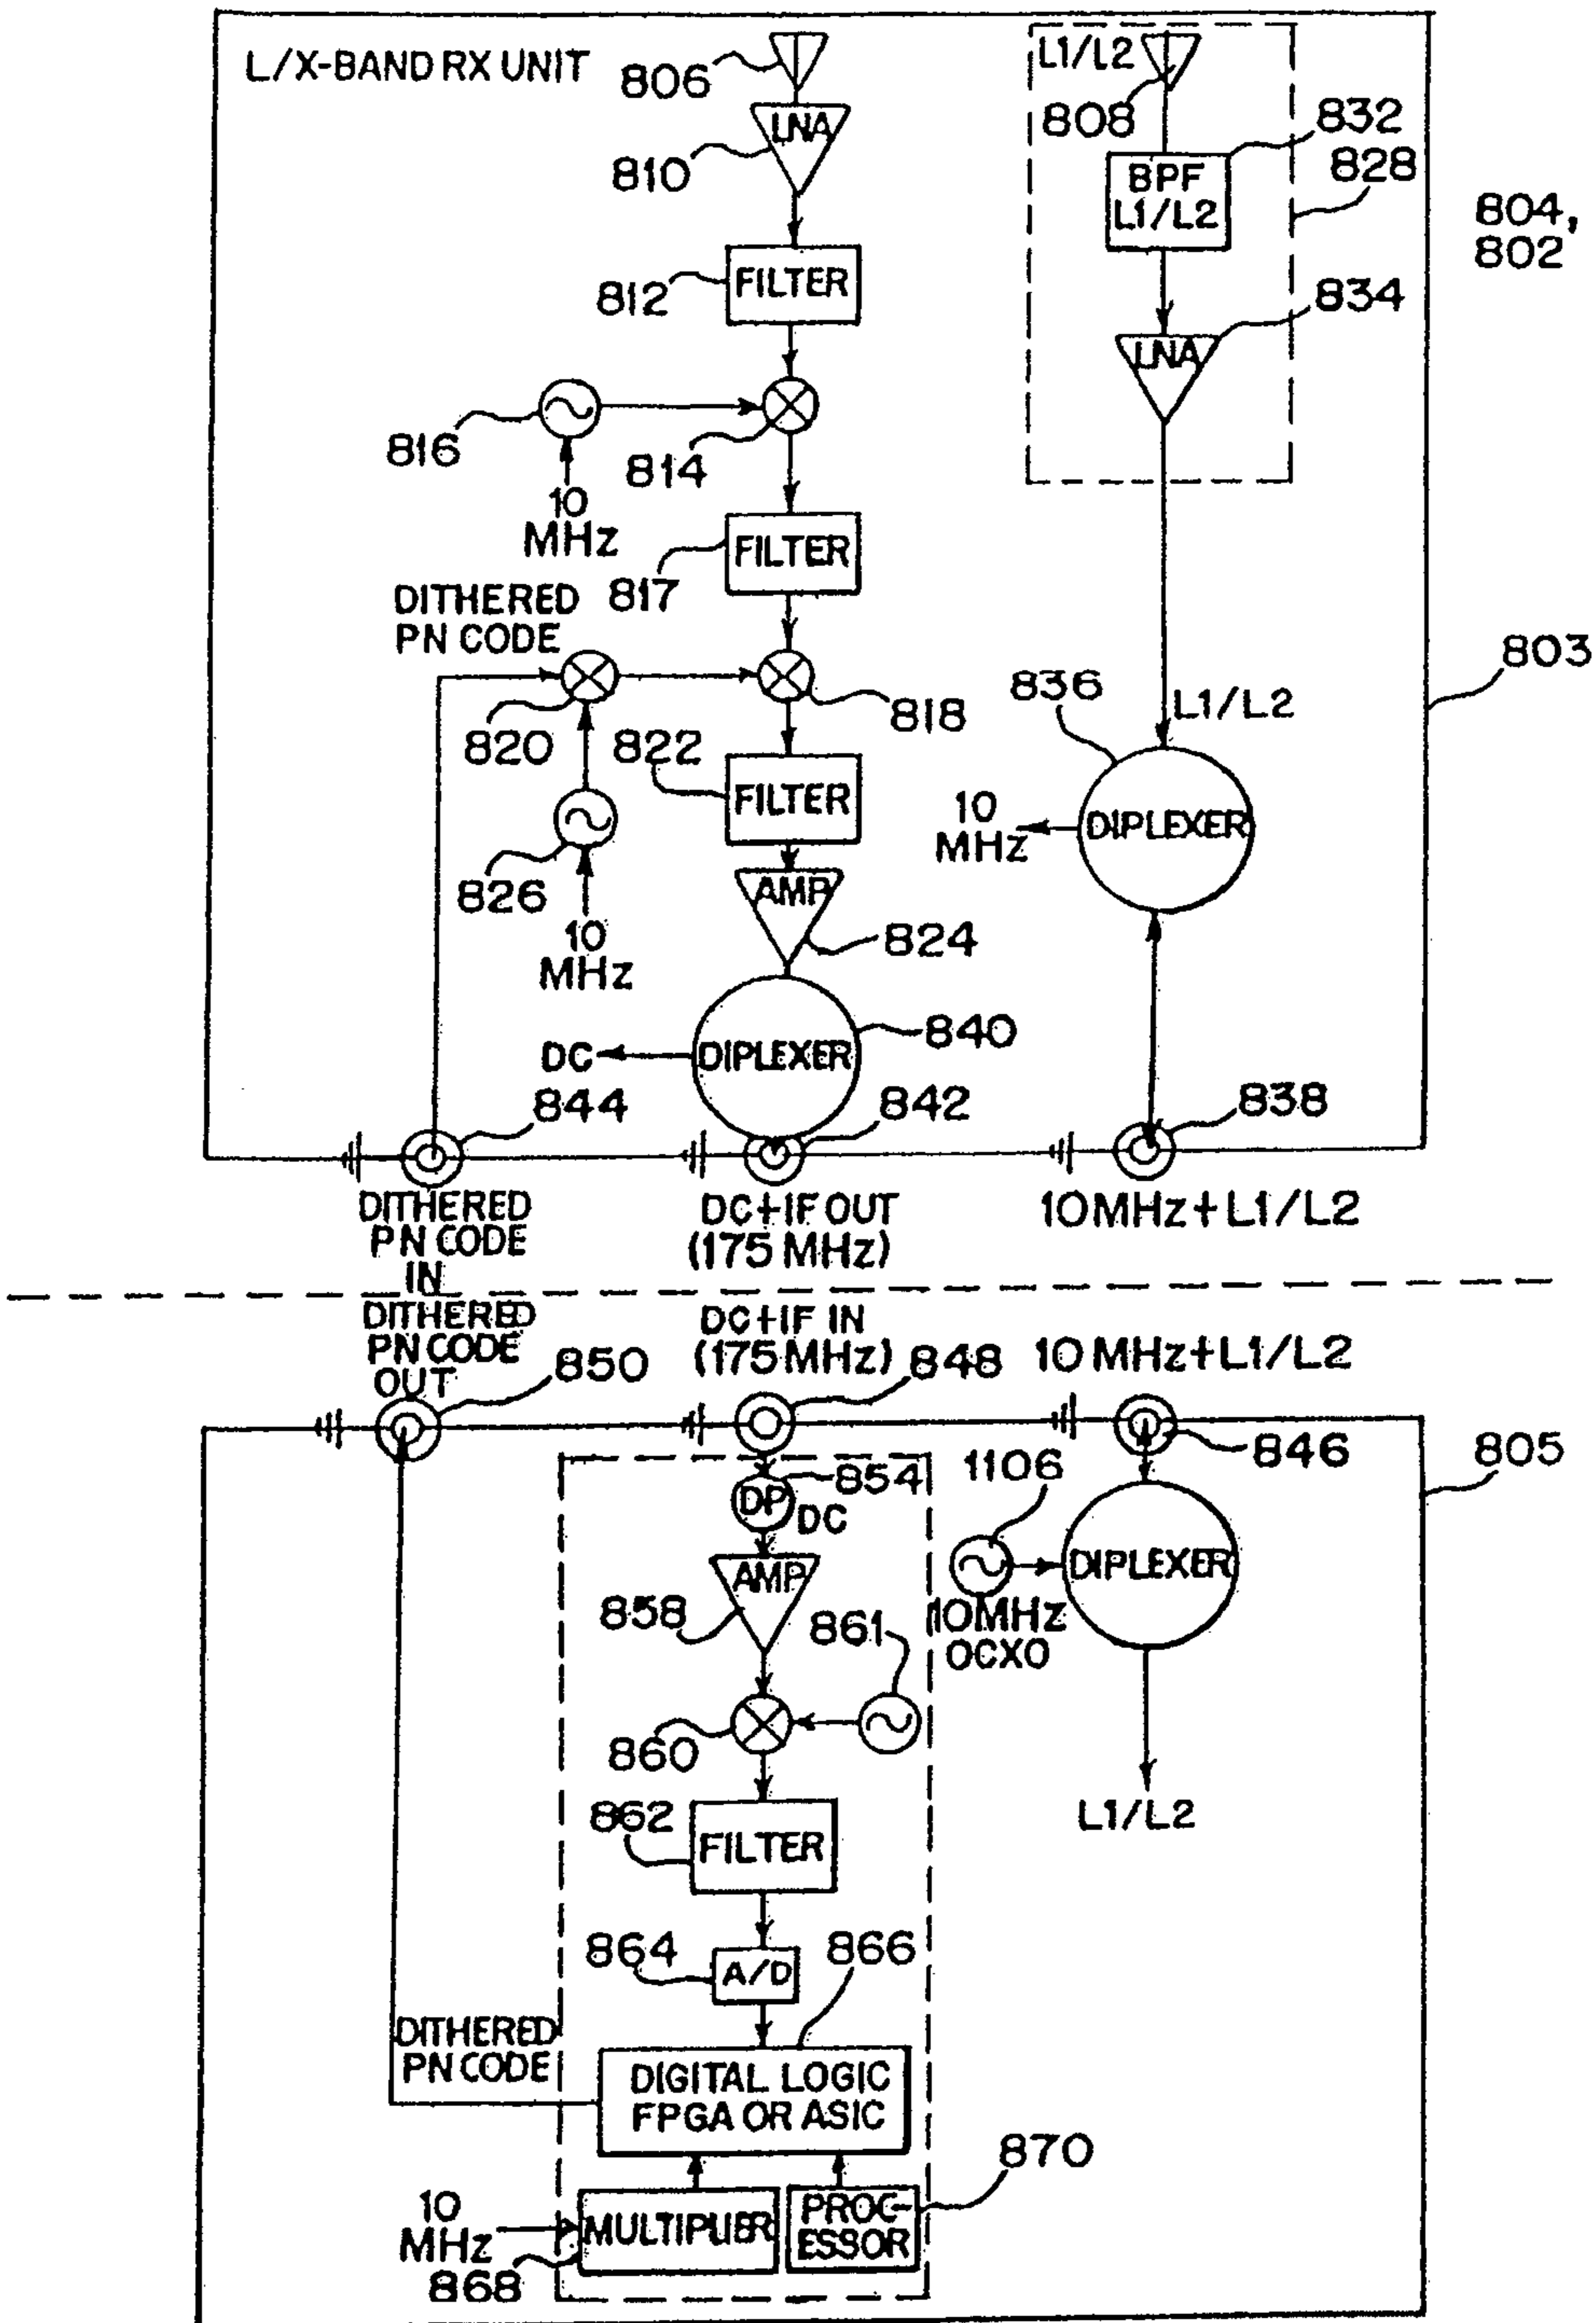 L/X-BAND RX UNIT
806
L1/L2
808
LNA
810
832
BPF
L1/L2
828
804,
802
FILTER
812
834
LNA
816
814
10
MHz
FILTER
817
DITHERED
PN CODE
803
836
L1/L2
818
820
822
FILTER
10
MHz
DIPLEXER
826
AMP
824
10
MHz
840
DC
DIPLEXER
844
842
838
DITHERED
PN CODE
IN
DC+IF OUT
(175 MHz)
10MHz+L1/L2
DITHERED
PN CODE
OUT
850
DC+IF IN
(175 MHz)
848
10 MHz+L1/L2
846
805
854
1106
DP
DC
AMP
858
DIPLEXER
861
10MHz
OCXO
860
862
FILTER
L1/L2
864
A/D
866
DITHERED
PN CODE
DIGITAL LOGIC
FPGA OR ASIC
870
10
MHz
MULTIPLIER
PROC-
ESSOR
868